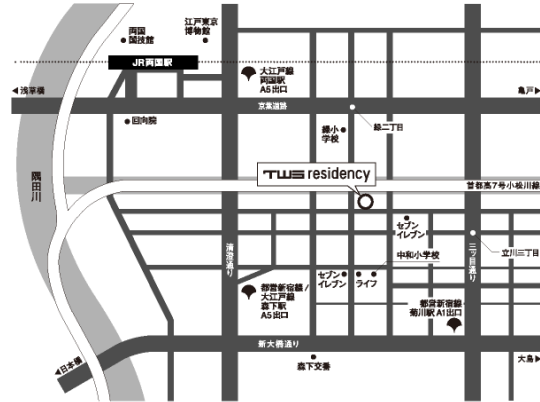 両国
国技館
江戸東京
博物館
JR両国駅
大江戸線
両国駅
A5出口
浅草橋
亀戸
京葉道路
回向院
緑小
学校
緑二丁目
TWS residency
首都高7号小松川線
隅田川
セブン
イレブン
清澄通り
三ッ目通り
立川三丁目
中和小学校
セブン
イレブン
ライフ
都営新宿線/
大江戸線
森下駅
A5出口
都営新宿線
菊川駅 A1出口
新大橋通り
日本橋
大島
森下交番